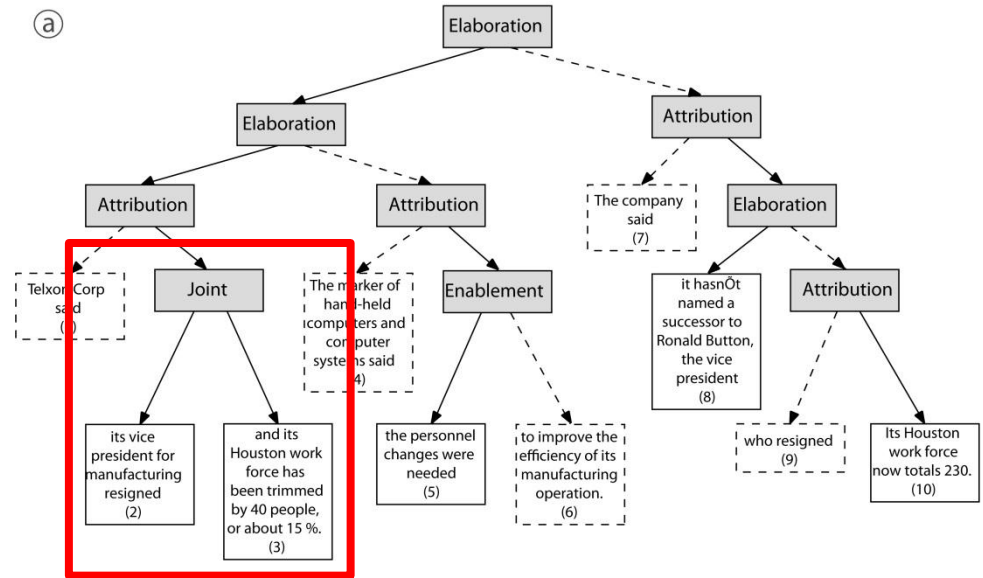 a
Elaboration
Elaboration
Attribution
Attribution
Attribution
The company
said
(7)
Elaboration
Telxon Corp
said
Joint
The marker of
hand-held
computers and
computer
systems said
(4)
Enablement
it hasnÕt
named a
successor to
Ronald Button,
the vice
president
(8)
Attribution
its vice
president for
manufacturing
resigned
(2)
and its
Houston work
force has
been trimmed
by 40 people,
or about 15 %.
(3)
the personnel
changes were
needed
(5)
to improve the
efficiency of its
manufacturing
operation.
(6)
who resigned
(9)
Its Houston
work force
now totals 230.
(10)